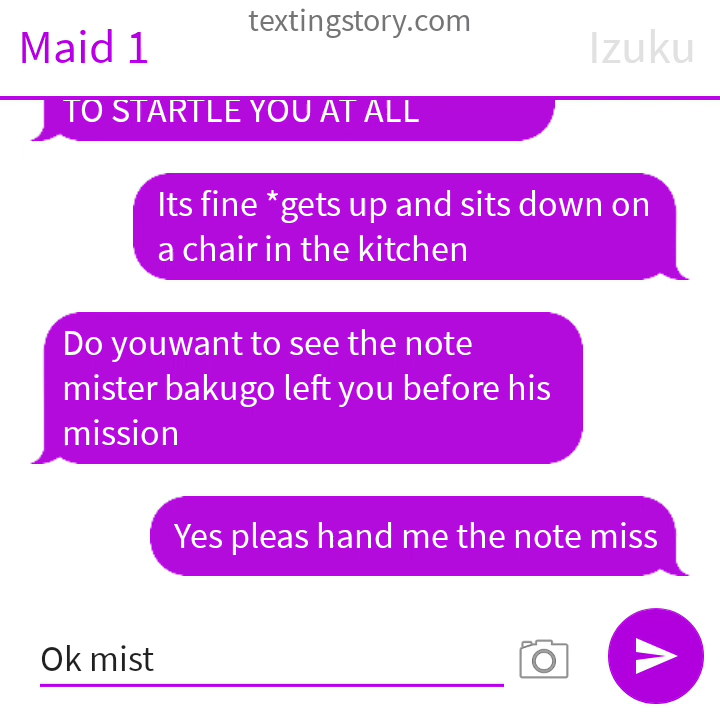 textingstory.com
Maid 1
Izuku
TO STARTLE YOU AT ALL
Its fine *gets up and sits down on
a chair in the kitchen
Do youwant to see the note
mister bakugo left you before his
mission
Yes pleas hand me the note miss
Ok mist